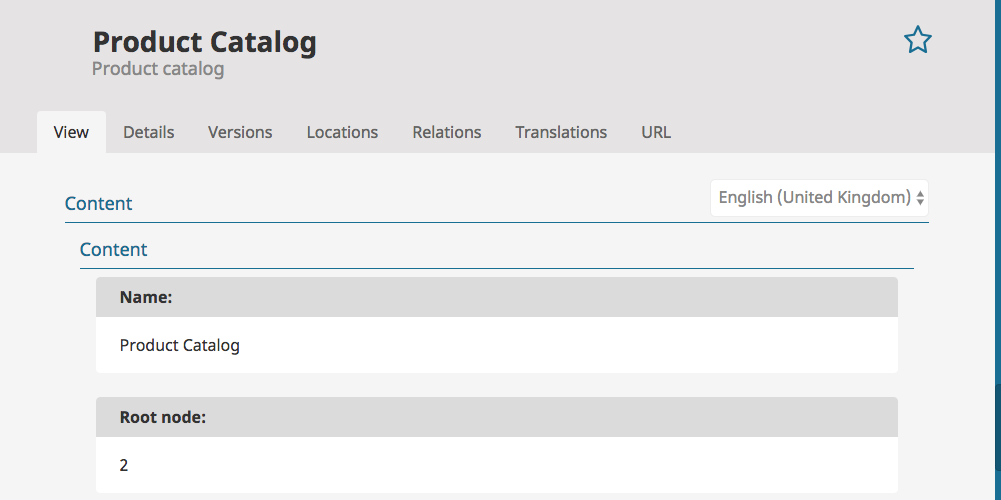 Product Catalog
Product catalog
View Details Versions Locations Relations Translations URL
Content
English (United Kingdom)
Content
Name:
Product Catalog
Root node:
2